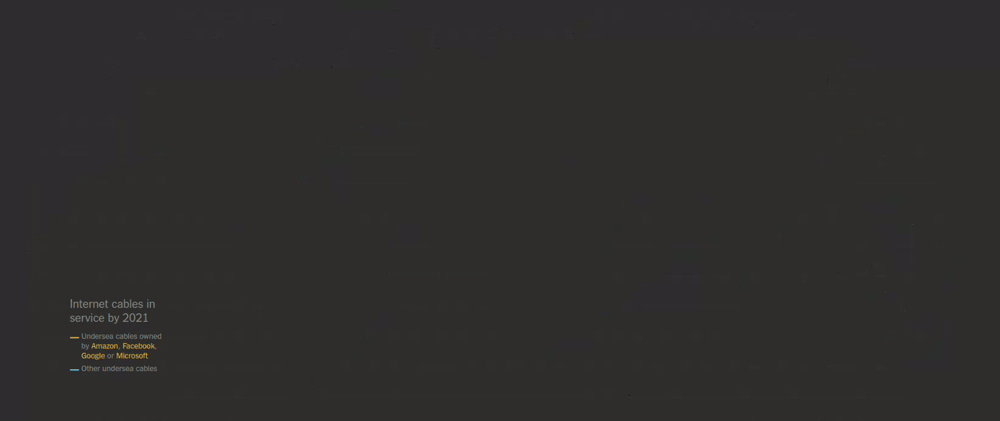 Internet cables in
service by 2021
Undersea cables owned
by Amazon, Facebook,
Google or Microsoft
Other undersea cables